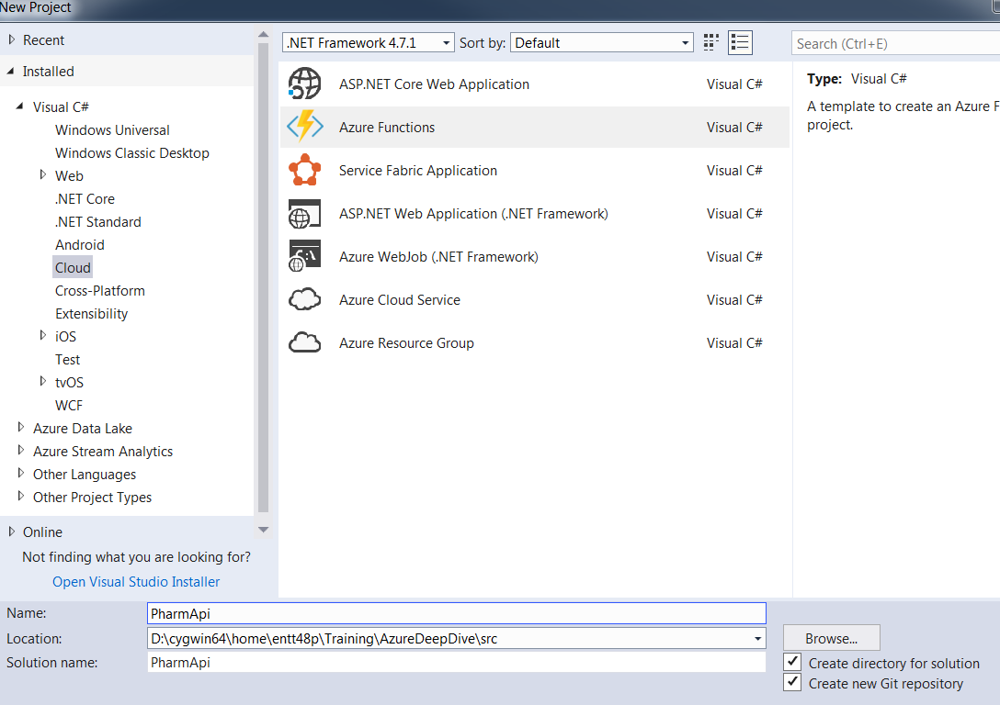 New Project
Recent
Installed
Visual C#
Windows Universal
Windows Classic Desktop
Web
.NET Core
.NET Standard
Android
Cloud
Cross-Platform
Extensibility
iOS
Test
tvOS
WCF
Azure Data Lake
Azure Stream Analytics
Other Languages
Other Project Types
Online
Not finding what you are looking for?
Open Visual Studio Installer
.NET Framework 4.7.1 Sort by: Default
Search (Ctrl+E)
ASP.NET Core Web Application Visual C#
Azure Functions Visual C#
Service Fabric Application Visual C#
ASP.NET Web Application (.NET Framework) Visual C#
Azure WebJob (.NET Framework) Visual C#
Azure Cloud Service Visual C#
Azure Resource Group Visual C#
Type: Visual C#
A template to create an Azure F
project.
Name: PharmApi
Location: D:\cygwin64\home\entt48p\Training\AzureDeepDive\src
Browse...
Solution name: PharmApi
Create directory for solution
Create new Git repository